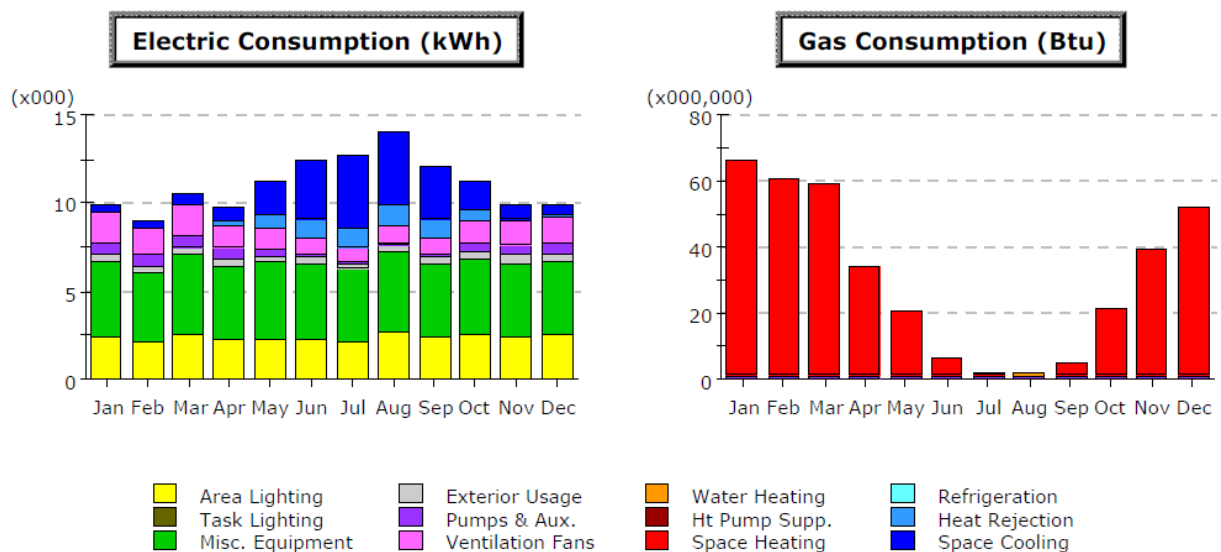 Electric Consumption (kWh)
Gas Consumption (Btu)
(x000)
15
10
5
0
Jan Feb Mar Apr May Jun Jul Aug Sep Oct Nov Dec
(x000,000)
80
60
40
20
0
Jan Feb Mar Apr May Jun Jul Aug Sep Oct Nov Dec
Area Lighting
Task Lighting
Misc. Equipment
Exterior Usage
Pumps & Aux.
Ventilation Fans
Water Heating
Ht Pump Supp.
Space Heating
Refrigeration
Heat Rejection
Space Cooling